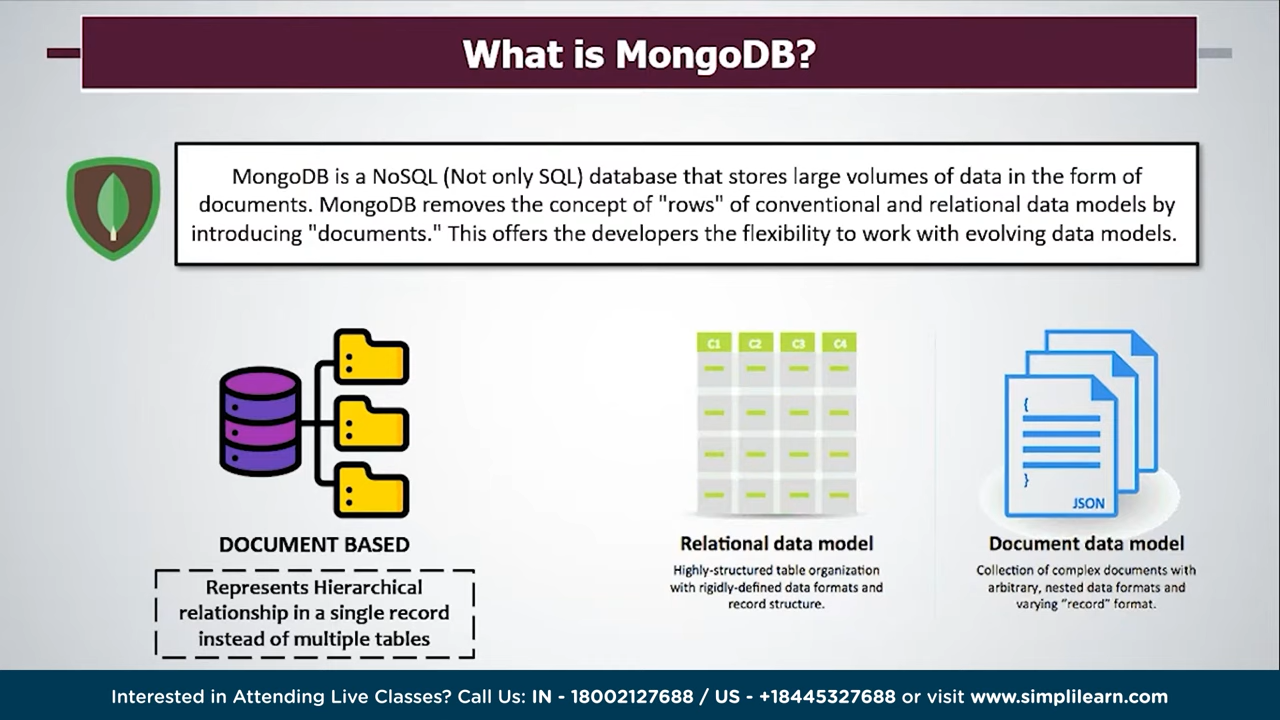 What is MongoDB?
MongoDB is a NoSQL (Not only SQL) database that stores large volumes of data in the form of
documents. MongoDB removes the concept of "rows" of conventional and relational data models by
introducing "documents." This offers the developers the flexibility to work with evolving data models.
DOCUMENT BASED
Represents Hierarchical
relationship in a single record
instead of multiple tables
C1 C2 C3 C4
Relational data model
Highly-structured table organization
with rigidly-defined data formats and
record structure.
{
}
JSON
Document data model
Collection of complex documents with
arbitrary, nested data formats and
varying “record” format.
Interested in Attending Live Classes? Call Us: IN - 18002127688 / US - +18445327688 or visit www.simplilearn.com